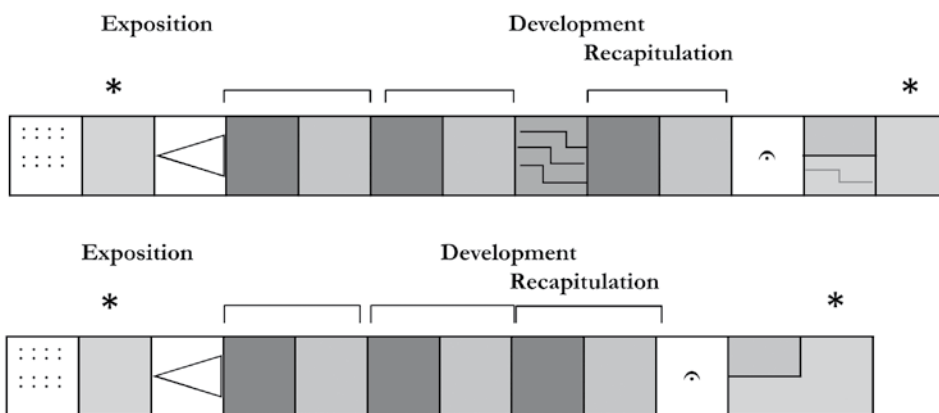 Exposition Development
Recapitulation
* *
Exposition Development
Recapitulation
* *